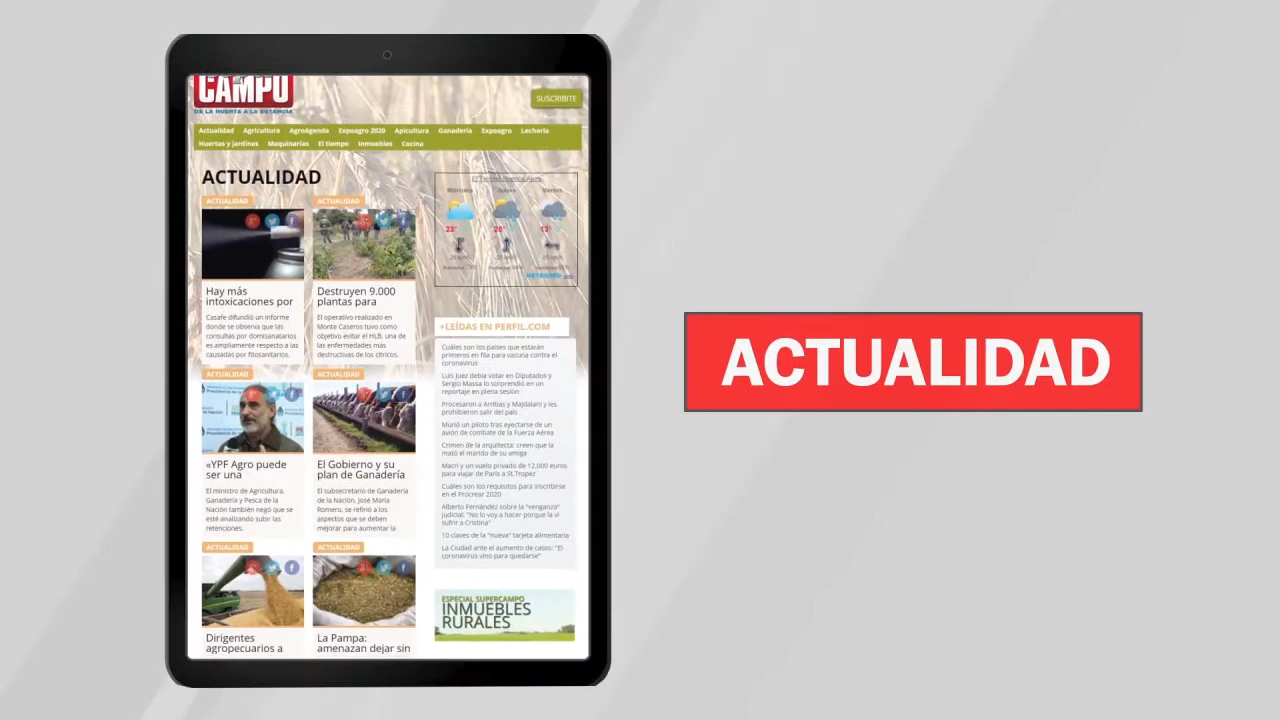 CAMPO
DE LA HUERTA A LA ESTANCIA
SUSCRIBITE
Actualidad Agricultura AgroAgenda Expoagro 2020 Apicultura Ganadería Expoagro Lechería
Huertas y jardines Maquinarias El tiempo Inmuebles Cocina
ACTUALIDAD
ACTUALIDAD
Hay más
intoxicaciones por
Casafe difundió un informe
donde se observa que las
consultas por domisanatarios
es ampliamente respecto a las
causadas por fitosanitarios.
ACTUALIDAD
Destruyen 9.000
plantas para
El operativo realizado en
Monte Caseros tuvo como
objetivo evitar el HLB, una de
las enfermedades más
destructivas de los cítricos.
ACTUALIDAD
«YPF Agro puede
ser una
El ministro de Agricultura,
Ganadería y Pesca de la
Nación también negó que se
esté analizando subir las
retenciones.
ACTUALIDAD
El Gobierno y su
plan de Ganadería
El subsecretario de Ganadería
de la Nación, José María
Romero, se refirió a los
aspectos que se deben
mejorar para aumentar la
ACTUALIDAD
Dirigentes
agropecuarios a
ACTUALIDAD
La Pampa:
amenazan dejar sin
El Tiempo Buenos Aires
Miércoles Jueves Viernes
23° 20° 13°
+LEÍDAS EN PERFIL.COM
Cuáles son los países que estarán
primeros en fila para vacuna contra el
coronavirus
Luis Juez debía votar en Diputados y
Sergio Massa lo sorprendió en un
reportaje en plena sesión
Procesaron a Arribas y Majdalani y les
prohibieron salir del país
Murió un piloto tras eyectarse de un
avión de combate de la Fuerza Aérea
Crimen de la arquitecta: creen que la
mató el marido de su amiga
Macri y un vuelo privado de 12.000 euros
para viajar de París a St.Tropez
Cuáles son los requisitos para inscribirse
en el Procrear 2020
Alberto Fernández sobre la "venganza"
judicial: "No lo voy a hacer porque la vi
sufrir a Cristina"
10 claves de la "nueva" tarjeta alimentaria
La Ciudad ante el aumento de casos: "El
coronavirus vino para quedarse"
ESPECIAL SUPERCAMPO
INMUEBLES
RURALES
ACTUALIDAD